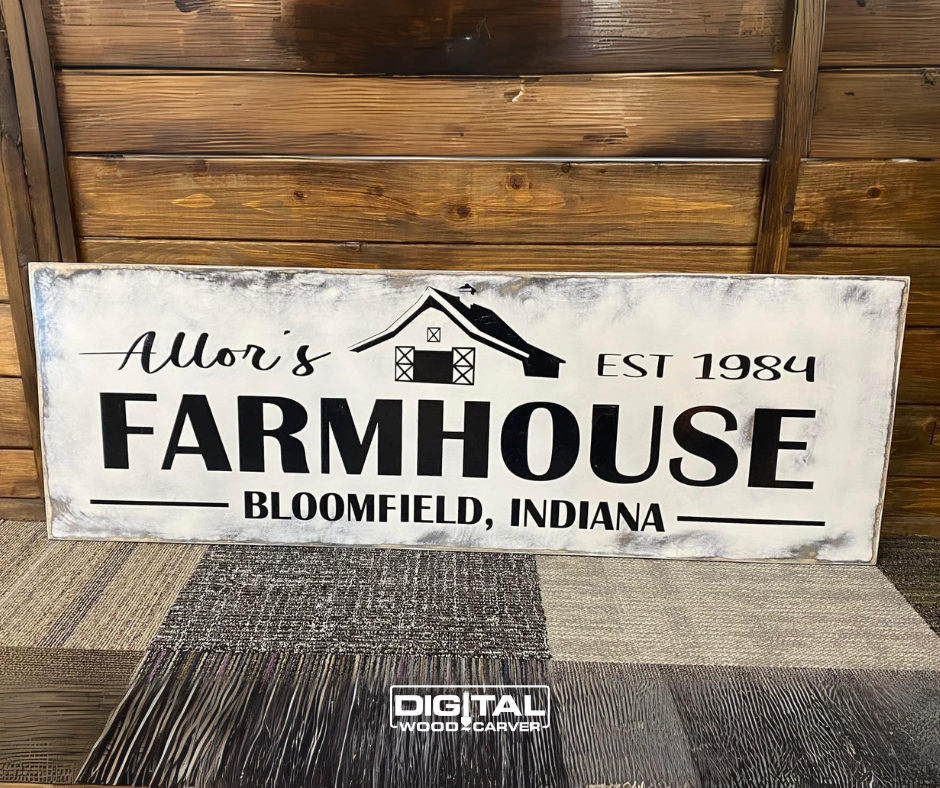 Allor's EST 1984
FARMHOUSE
BLOOMFIELD, INDIANA
DIGITAL
WOOD CARVER